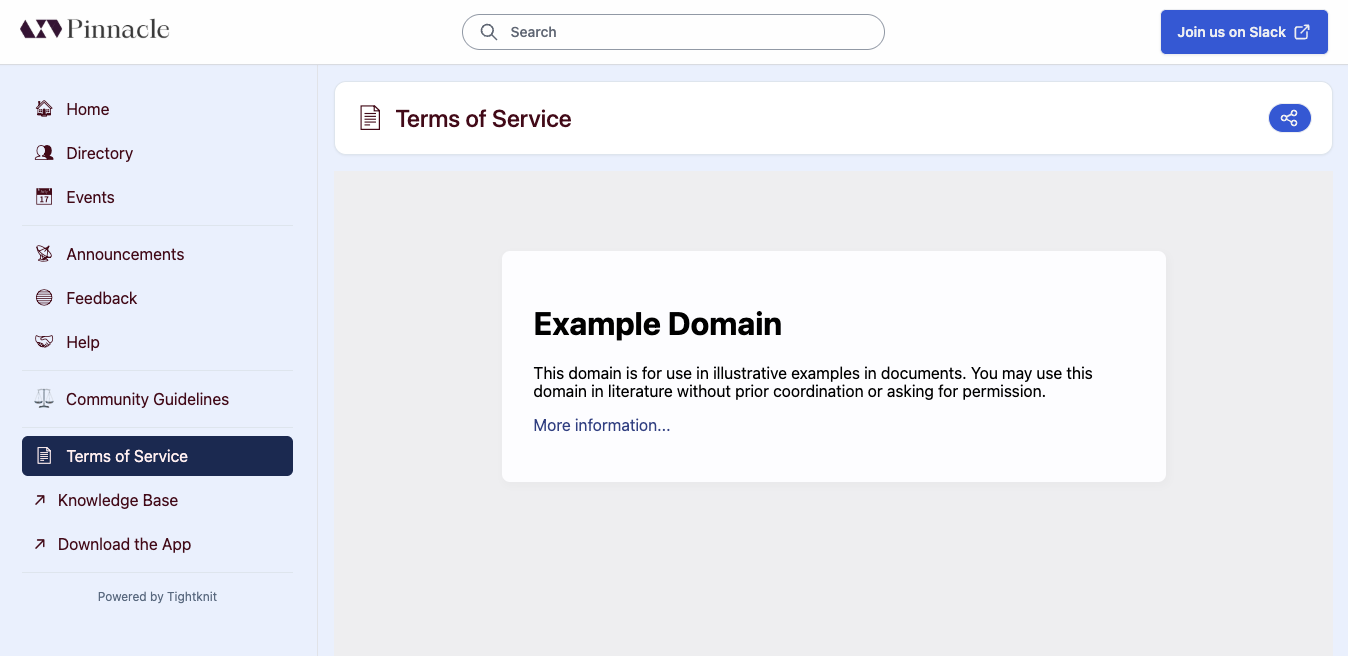 Pinnacle
Search
Join us on Slack
Home
Directory
17
Events
Announcements
Feedback
Help
Community Guidelines
Terms of Service
Knowledge Base
Download the App
Powered by Tightknit
Terms of Service
Example Domain
This domain is for use in illustrative examples in documents. You may use this
domain in literature without prior coordination or asking for permission.
More information...